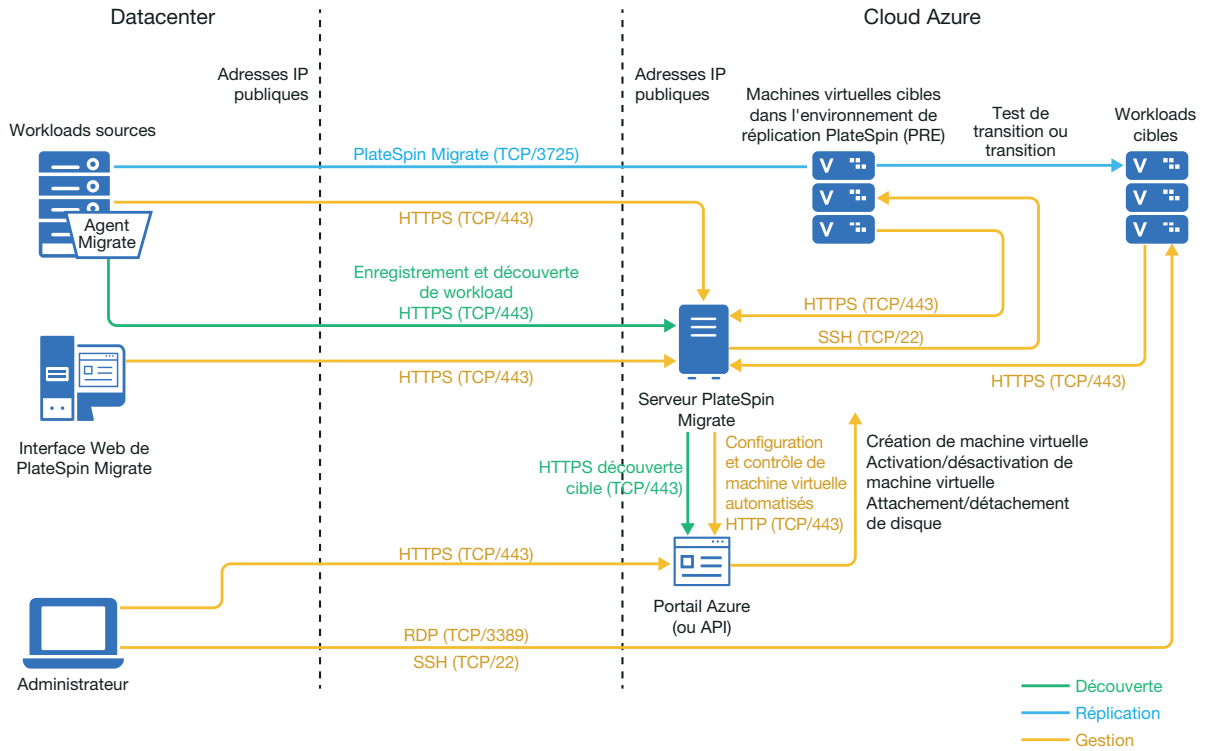 Datacenter
Cloud Azure
Adresses IP
publiques
Adresses IP
publiques
Machines virtuelles cibles
dans l'environnement de
réplication PlateSpin (PRE)
Test de
transition ou
transition
Workloads
cibles
Workloads sources
PlateSpin Migrate (TCP/3725)
V
V
V
V
V
V
HTTPS (TCP/443)
Agent
Migrate
Enregistrement et découverte
de workload
HTTPS (TCP/443)
HTTPS (TCP/443)
SSH (TCP/22)
HTTPS (TCP/443)
HTTPS (TCP/443)
Interface Web de
PlateSpin Migrate
Serveur PlateSpin
Migrate
HTTPS découverte
cible (TCP/443)
Configuration
et contrôle de
machine virtuelle
automatisés
HTTP (TCP/443)
Création de machine virtuelle
Activation/désactivation de
machine virtuelle
Attachement/détachement
de disque
HTTPS (TCP/443)
Portail Azure
(ou API)
RDP (TCP/3389)
SSH (TCP/22)
Administrateur
Découverte
Réplication
Gestion